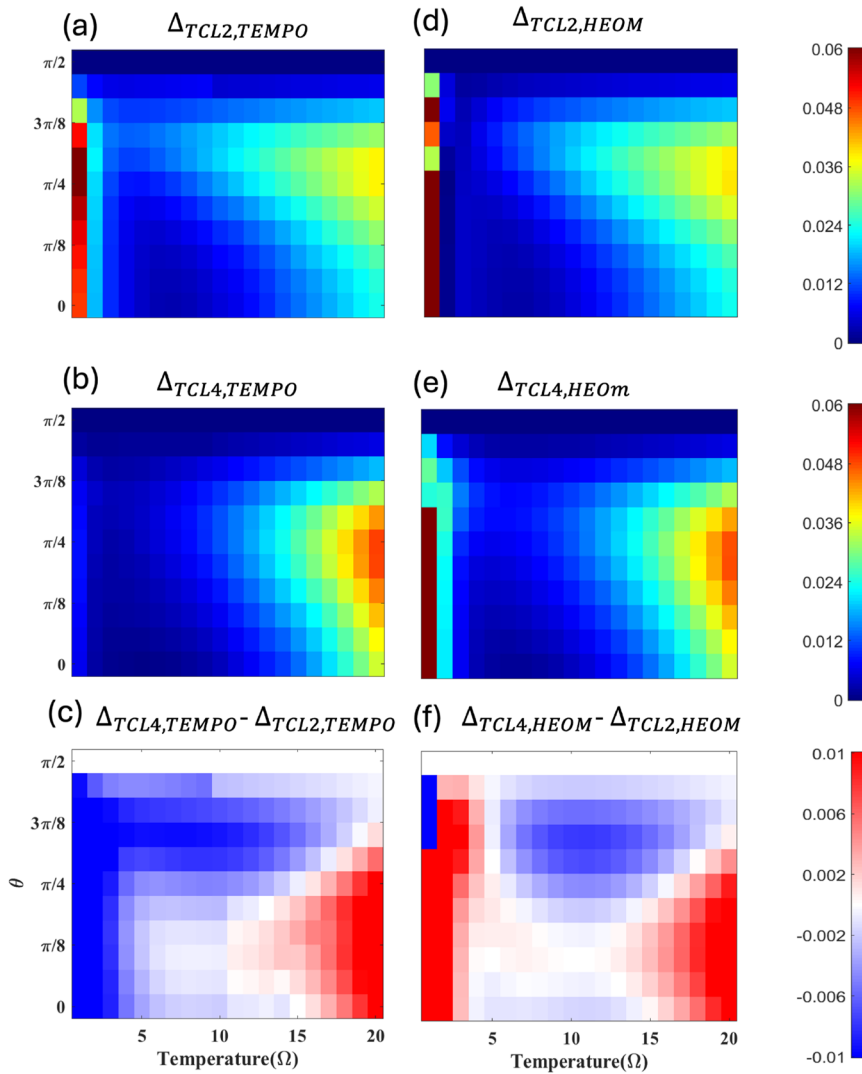 (a) Δ_{TCL2,TEMPO}
(d) Δ_{TCL2,HEOM}
π/2
3π/8
π/4
π/8
0
0.06
0.048
0.036
0.024
0.012
0
(b) Δ_{TCL4,TEMPO}
(e) Δ_{TCL4,HEOm}
π/2
3π/8
π/4
π/8
0
0.06
0.048
0.036
0.024
0.012
0
(c) Δ_{TCL4,TEMPO}- Δ_{TCL2,TEMPO}
(f) Δ_{TCL4,HEOM}- Δ_{TCL2,HEOM}
π/2
3π/8
π/4
π/8
0
θ
5 10 15 20
Temperature(Ω)
5 10 15 20
Temperature(Ω)
0.01
0.006
0.002
-0.002
-0.006
-0.01